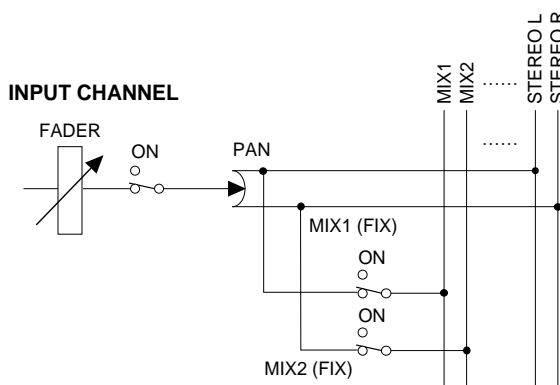 INPUT CHANNEL
FADER
ON
PAN
MIX1
MIX2
......
STEREO L
STEREO R
......
MIX1 (FIX)
ON
ON
MIX2 (FIX)